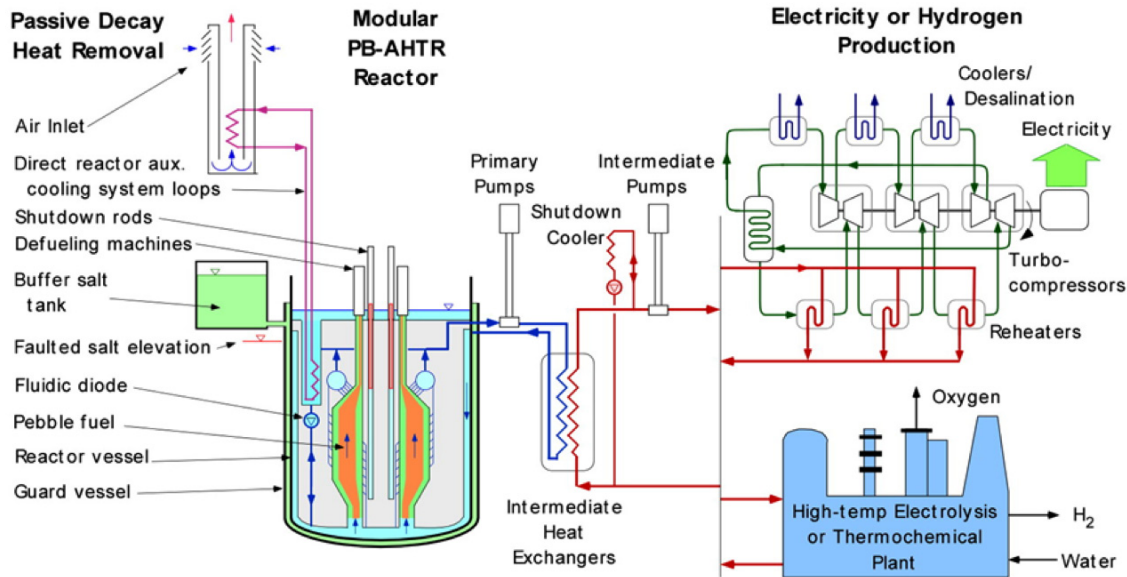 Passive Decay
Heat Removal
Modular
PB-AHTR
Reactor
Electricity or Hydrogen
Production
Air Inlet
Direct reactor aux.
cooling system loops
Shutdown rods
Defueling machines
Buffer salt
tank
Faulted salt elevation
Fluidic diode
Pebble fuel
Reactor vessel
Guard vessel
Primary
Pumps
Shutdown
Cooler
Intermediate
Pumps
Intermediate
Heat
Exchangers
Coolers/
Desalination
Electricity
Turbo-
compressors
Reheaters
Oxygen
High-temp Electrolysis
or Thermochemical
Plant
H2
Water